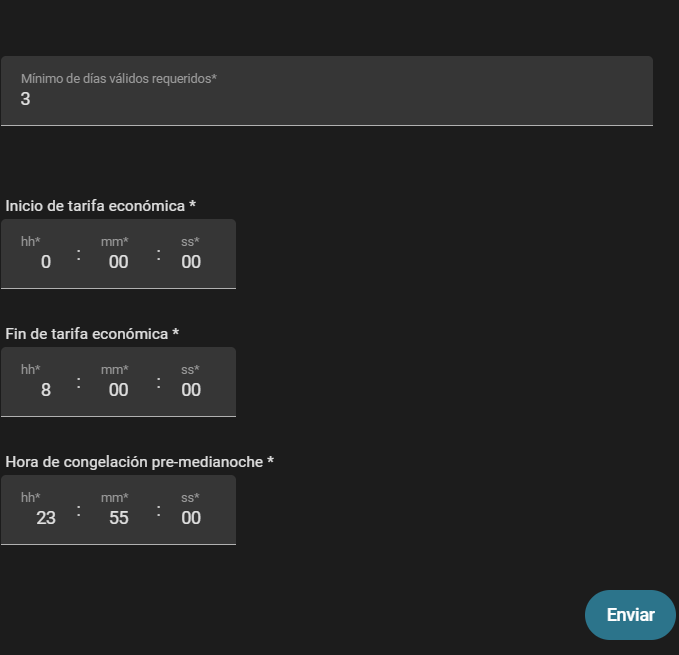 Mínimo de días válidos requeridos*
3
Inicio de tarifa económica *
hh* mm* ss*
0 : 00 : 00
Fin de tarifa económica *
hh* mm* ss*
8 : 00 : 00
Hora de congelación pre-medianoche *
hh* mm* ss*
23 : 55 : 00
Enviar